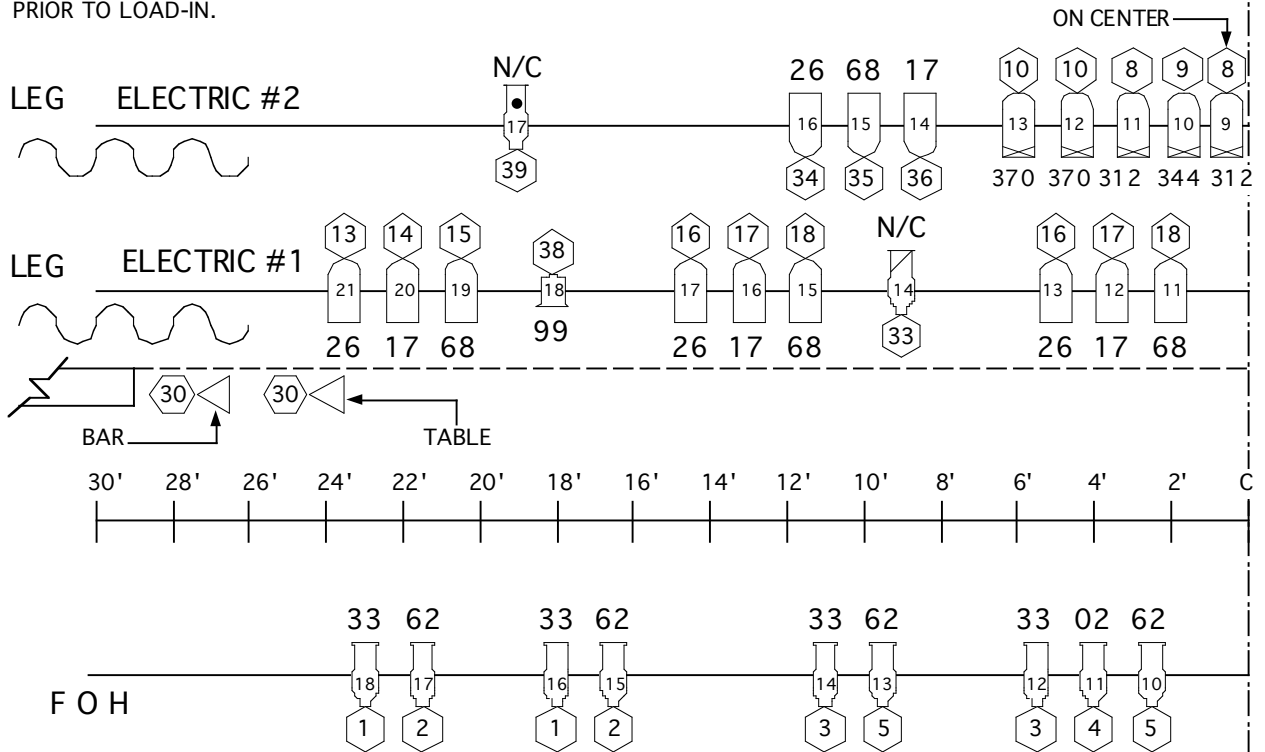 PRIOR TO LOAD-IN.
ON CENTER
N/C 26 68 17 10 10 8 9 8
LEG ELECTRIC #2
17 16 15 14 13 12 11 10 9
39 34 35 36 370 370 312 344 312
13 14 15 38 16 17 18 N/C 16 17 18
LEG ELECTRIC #1
21 20 19 18 17 16 15 14 13 12 11
26 17 68 99 26 17 68 33 26 17 68
30 30
BAR TABLE
30' 28' 26' 24' 22' 20' 18' 16' 14' 12' 10' 8' 6' 4' 2' C
33 62 33 62 33 62 33 02 62
18 17 16 15 14 13 12 11 10
FOH
1 2 1 2 3 5 3 4 5